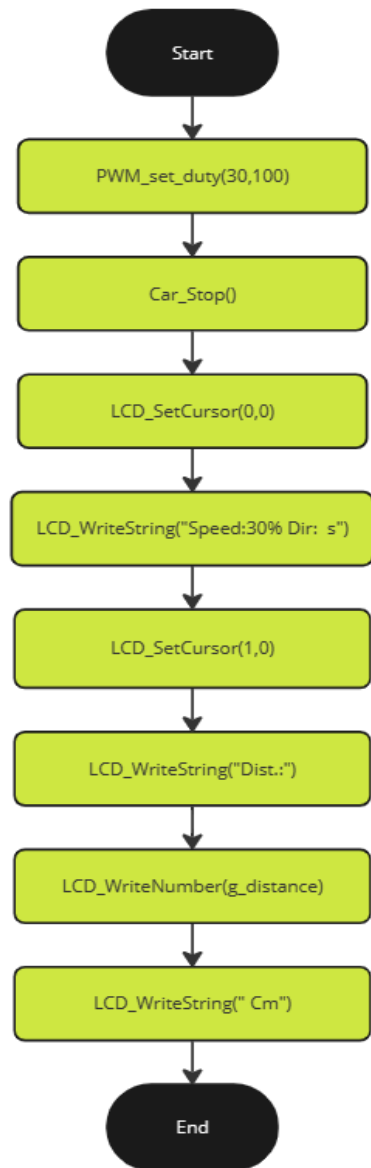 Start
PWM_set_duty(30,100)
Car_Stop()
LCD_SetCursor(0,0)
LCD_WriteString("Speed:30% Dir:  s")
LCD_SetCursor(1,0)
LCD_WriteString("Dist.:")
LCD_WriteNumber(g_distance)
LCD_WriteString(" Cm")
End